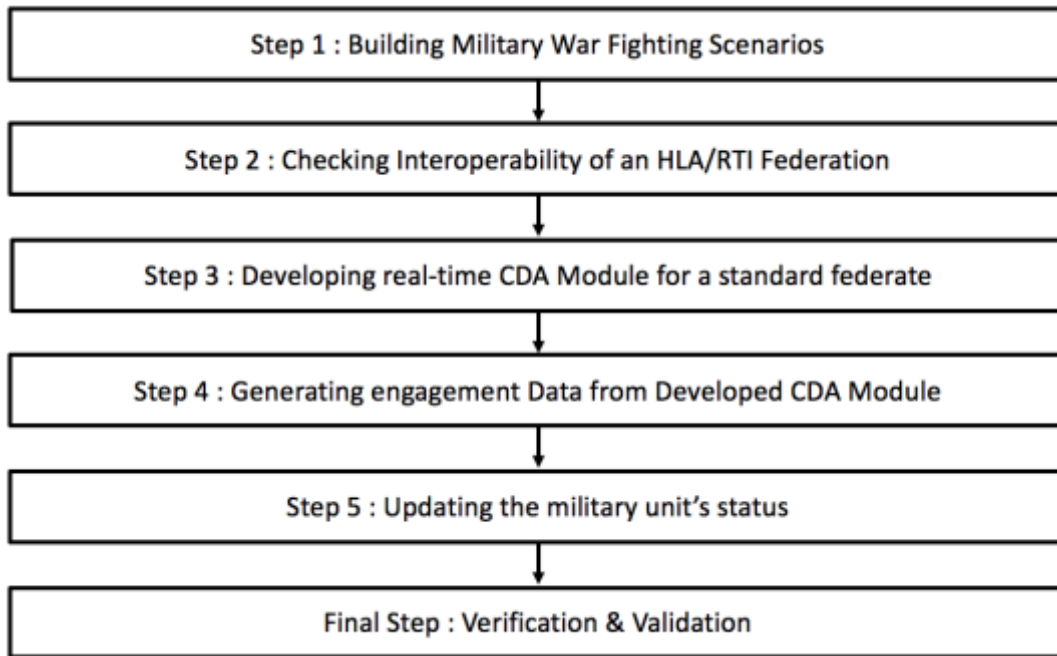 Step 1 : Building Military War Fighting Scenarios
Step 2 : Checking Interoperability of an HLA/RTI Federation
Step 3 : Developing real-time CDA Module for a standard federate
Step 4 : Generating engagement Data from Developed CDA Module
Step 5 : Updating the military unit’s status
Final Step : Verification & Validation